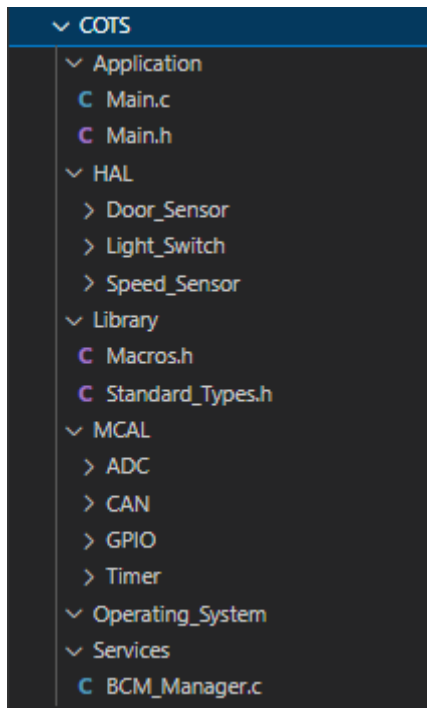 COTS
Application
C Main.c
C Main.h
HAL
Door_Sensor
Light_Switch
Speed_Sensor
Library
C Macros.h
C Standard_Types.h
MCAL
ADC
CAN
GPIO
Timer
Operating_System
Services
C BCM_Manager.c